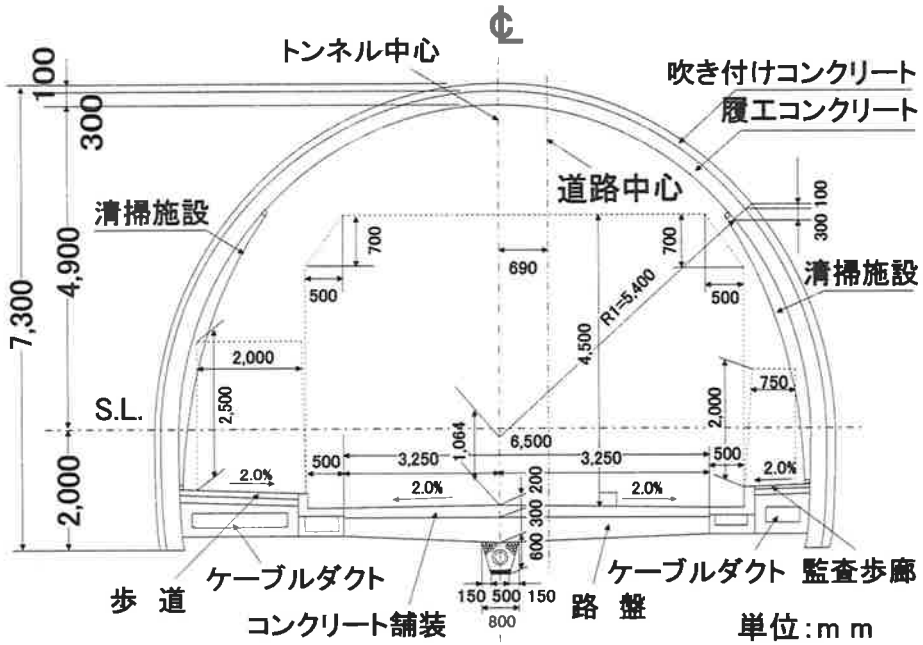 ℄
トンネル中心
吹き付けコンクリート
履工コンクリート
道路中心
清掃施設
清掃施設
100
300
4,900
7,300
2,000
S.L.
100
300
700
500
690
700
500
R1=5,400
4,500
2,000
2,500
1,064
6,500
2,000
750
500
3,250
3,250
500
2.0%
2.0%
2.0%
2.0%
200
300
600
150
500
150
800
歩 道
ケーブルダクト
コンクリート舗装
路 盤
ケーブルダクト
監査歩廊
単位:mm